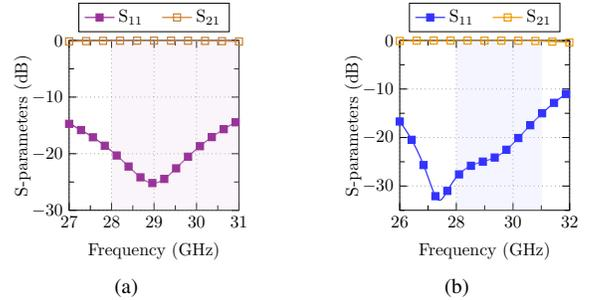 S11 S21
S-parameters (dB)
0
−10
−20
−30
27 28 29 30 31
Frequency (GHz)
(a)
S11 S21
S-parameters (dB)
0
−10
−20
−30
26 28 30 32
Frequency (GHz)
(b)